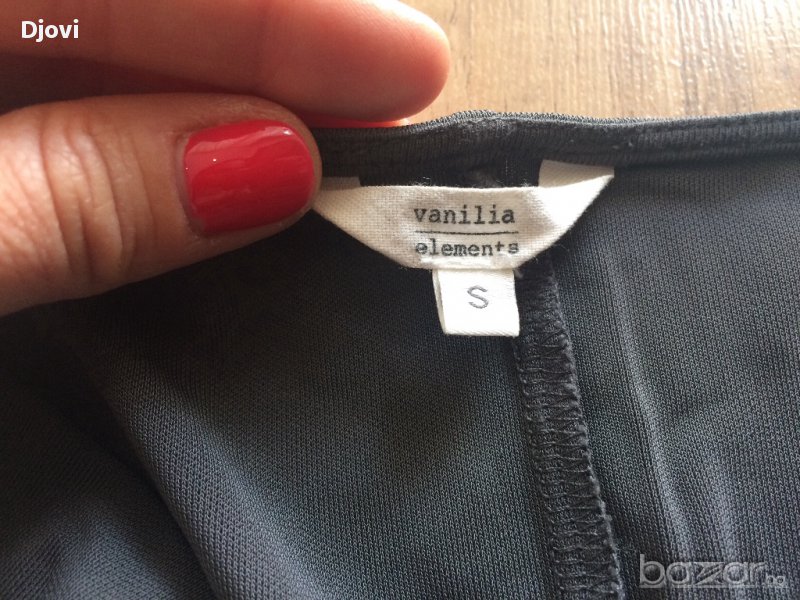 Djovi
vanilia
elements
S
bazar.bg